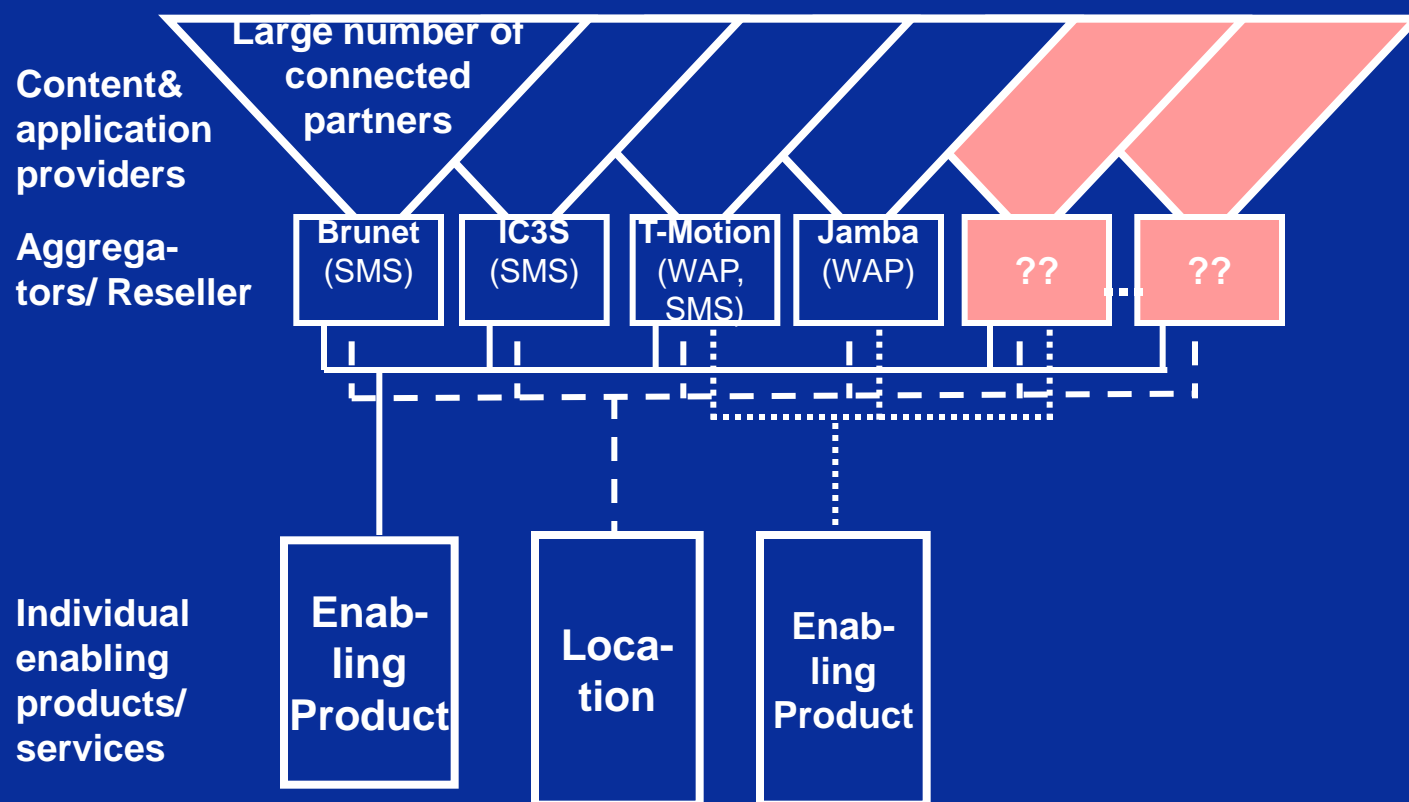 Large number of
connected
partners
Content&
application
providers
Aggrega-
tors/ Reseller
Brunet
(SMS)
IC3S
(SMS)
T-Motion
(WAP,
SMS)
Jamba
(WAP)
??
??
Individual
enabling
products/
services
Enab-
ling
Product
Loca-
tion
Enab-
ling
Product